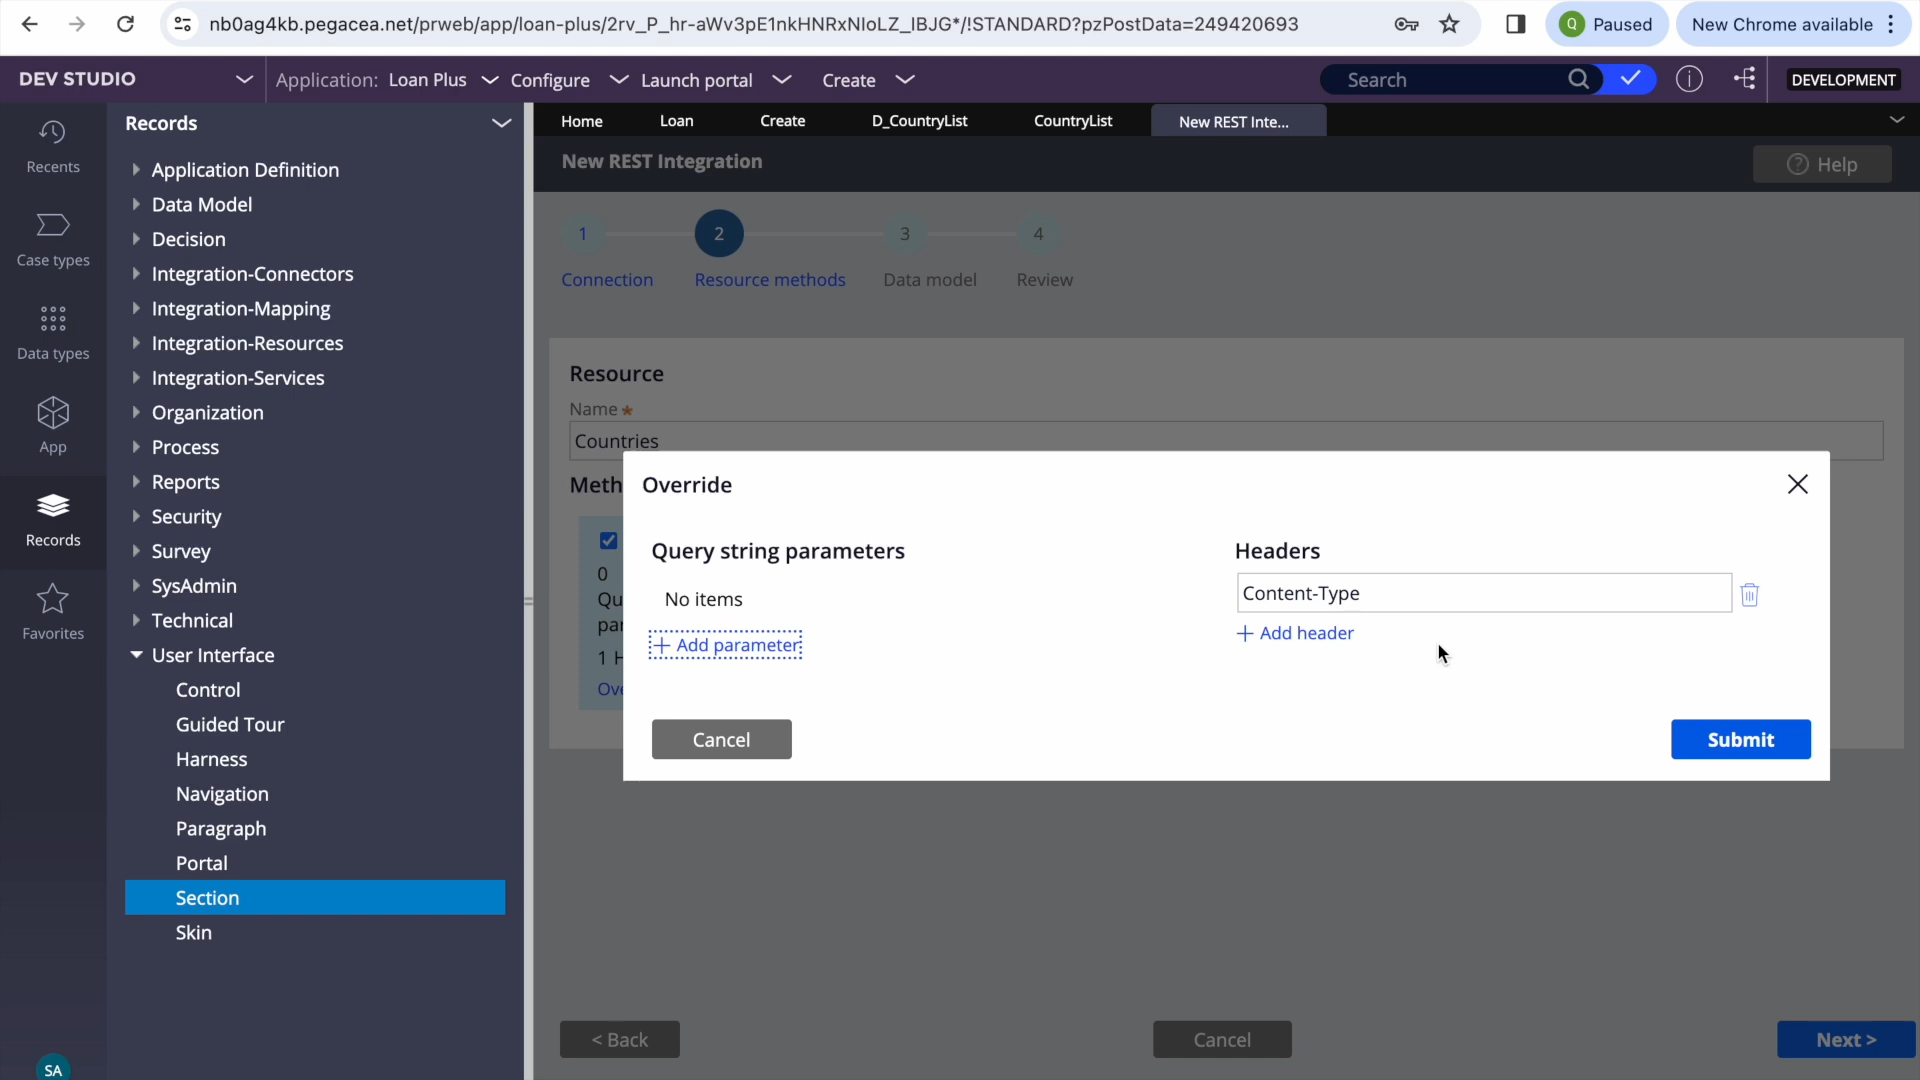 nb0ag4kb.pegacea.net/prweb/app/loan-plus/2rv_P_hr-aWv3pE1nkHNRxNIoLZ_IBJG*/!STANDARD?pzPostData=249420693
Q Paused
New Chrome available
DEV STUDIO
Application: Loan Plus
Configure
Launch portal
Create
Search
DEVELOPMENT
Recents
Case types
Data types
App
Records
Favorites
SA
Records
Application Definition
Data Model
Decision
Integration-Connectors
Integration-Mapping
Integration-Resources
Integration-Services
Organization
Process
Reports
Security
Survey
SysAdmin
Technical
User Interface
Control
Guided Tour
Harness
Navigation
Paragraph
Portal
Section
Skin
Home
Loan
Create
D_CountryList
CountryList
New REST Inte...
New REST Integration
Help
1
2
3
4
Connection
Resource methods
Data model
Review
Resource
Name *
Countries
Meth
0
Qu
par
1 H
Ove
Override
Query string parameters
No items
+ Add parameter
Headers
Content-Type
+ Add header
Cancel
Submit
< Back
Cancel
Next >